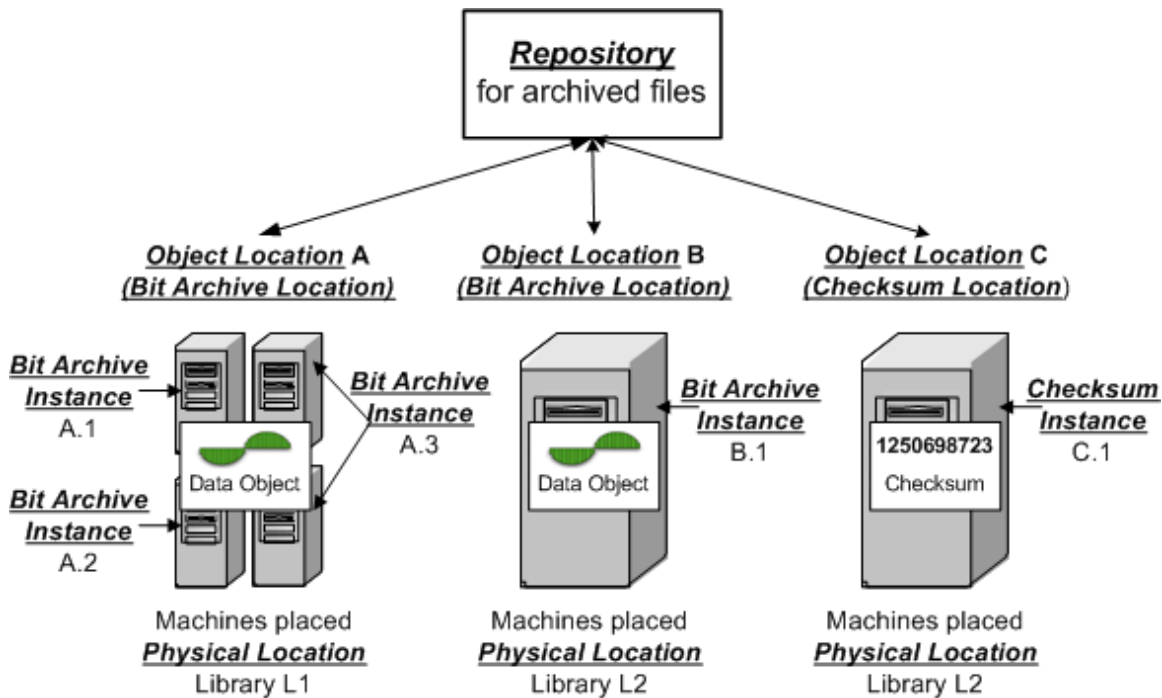 Repository
for archived files
Object Location A
(Bit Archive Location)
Object Location B
(Bit Archive Location)
Object Location C
(Checksum Location)
Bit Archive
Instance
A.1
Bit Archive
Instance
A.2
Bit Archive
Instance
A.3
Data Object
Machines placed
Physical Location
Library L1
Bit Archive
Instance
B.1
Data Object
Machines placed
Physical Location
Library L2
Checksum
Instance
C.1
1250698723
Checksum
Machines placed
Physical Location
Library L2